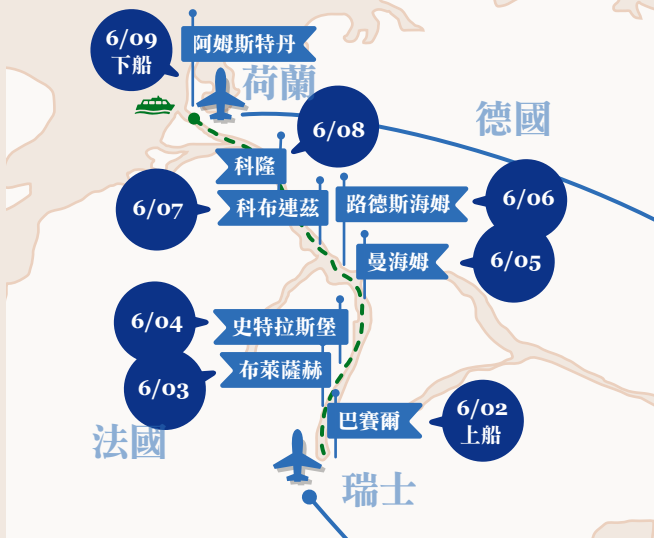 6/09
下船
阿姆斯特丹
荷蘭
德國
6/08
科隆
6/07
科布連茲
路德斯海姆
6/06
曼海姆
6/05
6/04
史特拉斯堡
6/03
布萊薩赫
巴賽爾
6/02
上船
法國
瑞士